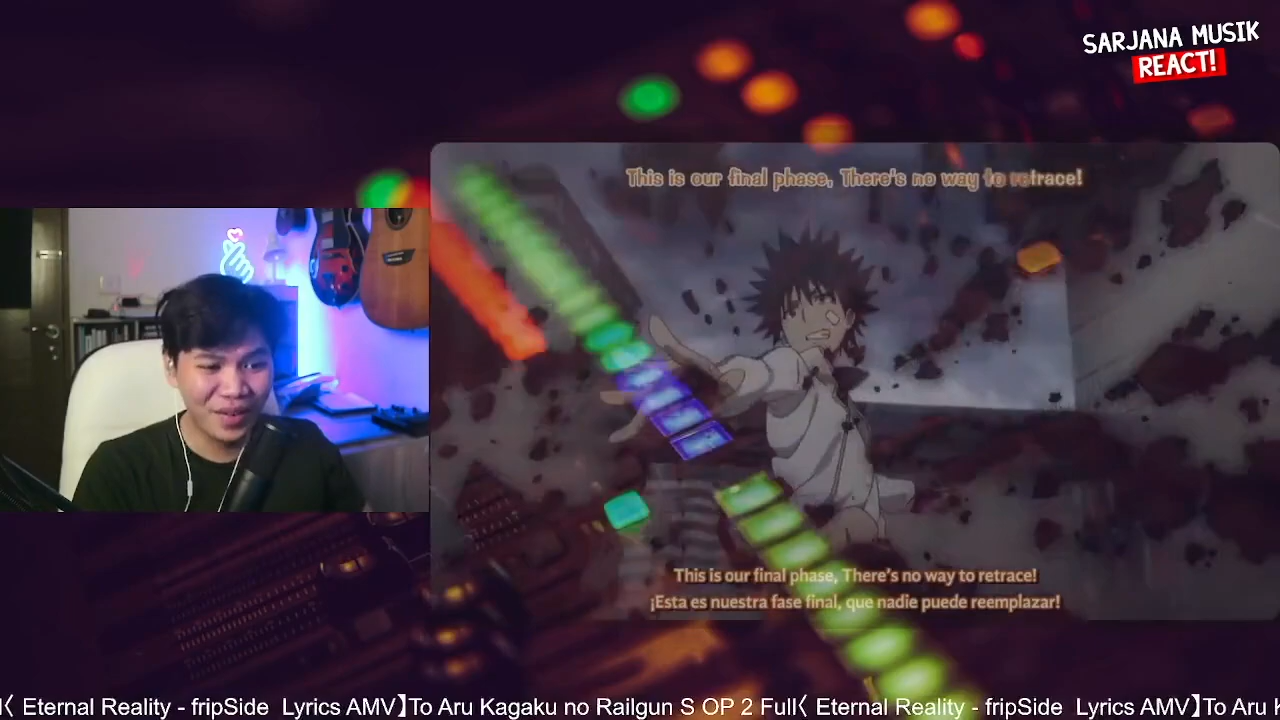 SARJANA MUSIK
REACT!
This is our final phase, There's no way to retrace!
This is our final phase, There's no way to retrace!
¡Esta es nuestra fase final, que nadie puede reemplazar!
〈 Eternal Reality - fripSide Lyrics AMV】To Aru Kagaku no Railgun S OP 2 Full〈 Eternal Reality - fripSide Lyrics AMV】To Aru